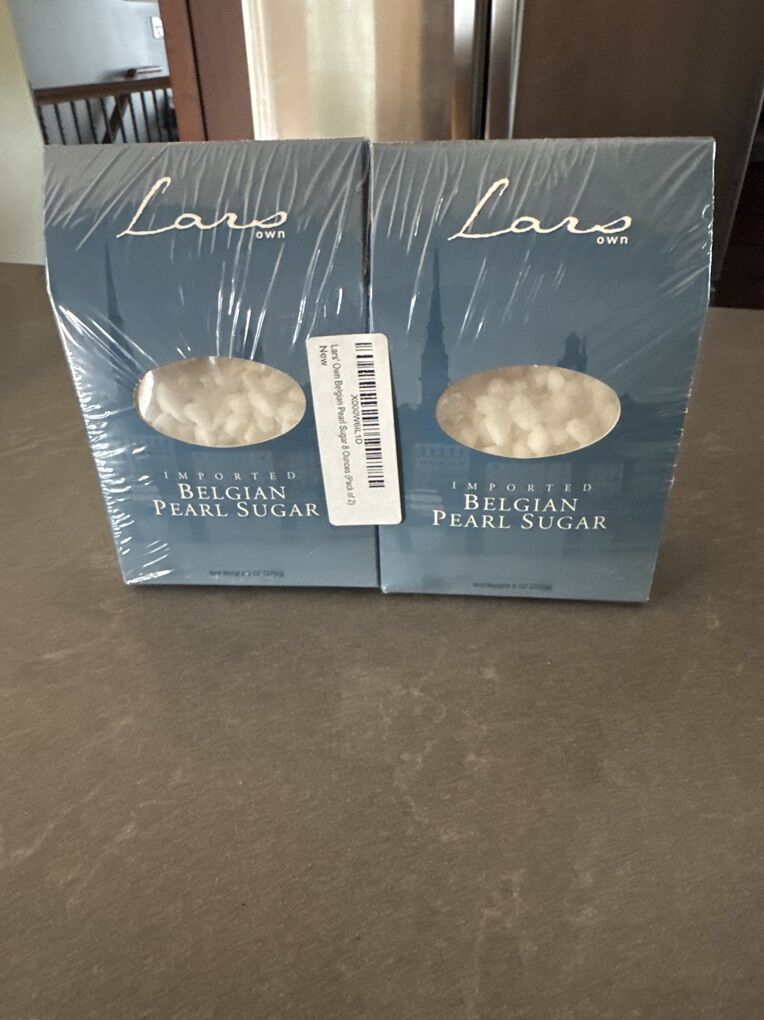 Lars
own
IMPORTED
BELGIAN
PEARL SUGAR
X000W6IL1D
Lars' Own Belgian Pearl Sugar 8 Ounces (Pack of 2)
New
Lars
own
IMPORTED
BELGIAN
PEARL SUGAR